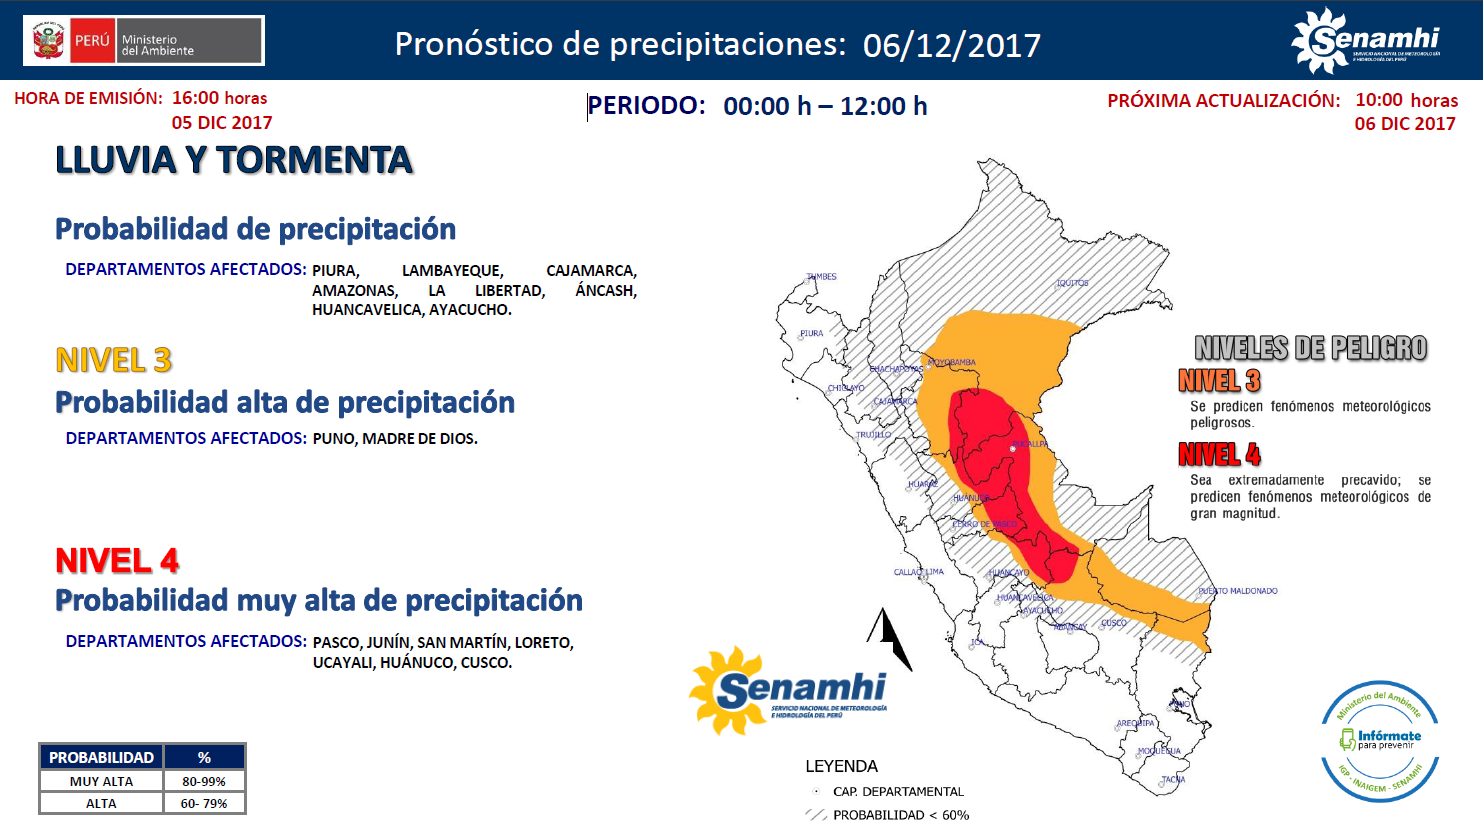 PERÚ
Ministerio
del Ambiente
Pronóstico de precipitaciones: 06/12/2017
Senamhi
SERVICIO NACIONAL DE METEOROLOGÍA
E HIDROLOGÍA DEL PERÚ
HORA DE EMISIÓN: 16:00 horas
05 DIC 2017
PERIODO: 00:00 h – 12:00 h
PRÓXIMA ACTUALIZACIÓN: 10:00 horas
06 DIC 2017
LLUVIA Y TORMENTA
Probabilidad de precipitación
DEPARTAMENTOS AFECTADOS: PIURA, LAMBAYEQUE, CAJAMARCA,
AMAZONAS, LA LIBERTAD, ÁNCASH,
HUANCAVELICA, AYACUCHO.
NIVEL 3
Probabilidad alta de precipitación
DEPARTAMENTOS AFECTADOS: PUNO, MADRE DE DIOS.
NIVEL 4
Probabilidad muy alta de precipitación
DEPARTAMENTOS AFECTADOS: PASCO, JUNÍN, SAN MARTÍN, LORETO,
UCAYALI, HUÁNUCO, CUSCO.
PROBABILIDAD %
MUY ALTA 80-99%
ALTA 60- 79%
TUMBES
IQUITOS
PIURA
MOYOBAMBA
CHACHAPOYAS
CHICLAYO
CAJAMARCA
TRUJILLO
PUCALLPA
HUARAZ
HUANUCO
CERRO DE PASCO
CALLAO LIMA
HUANCAYO
PUERTO MALDONADO
HUANCAVELICA
AYACUCHO
ABANCAY
CUSCO
ICA
PUNO
AREQUIPA
MOQUEGUA
TACNA
NIVELES DE PELIGRO
NIVEL 3
Se predicen fenómenos meteorológicos
peligrosos.
NIVEL 4
Sea extremadamente precavido; se
predicen fenómenos meteorológicos de
gran magnitud.
Senamhi
SERVICIO NACIONAL DE METEOROLOGÍA
E HIDROLOGÍA DEL PERÚ
LEYENDA
CAP. DEPARTAMENTAL
PROBABILIDAD < 60%
Ministerio del Ambiente
Infórmate
para prevenir
IGP - INAIGEM - SENAMHI